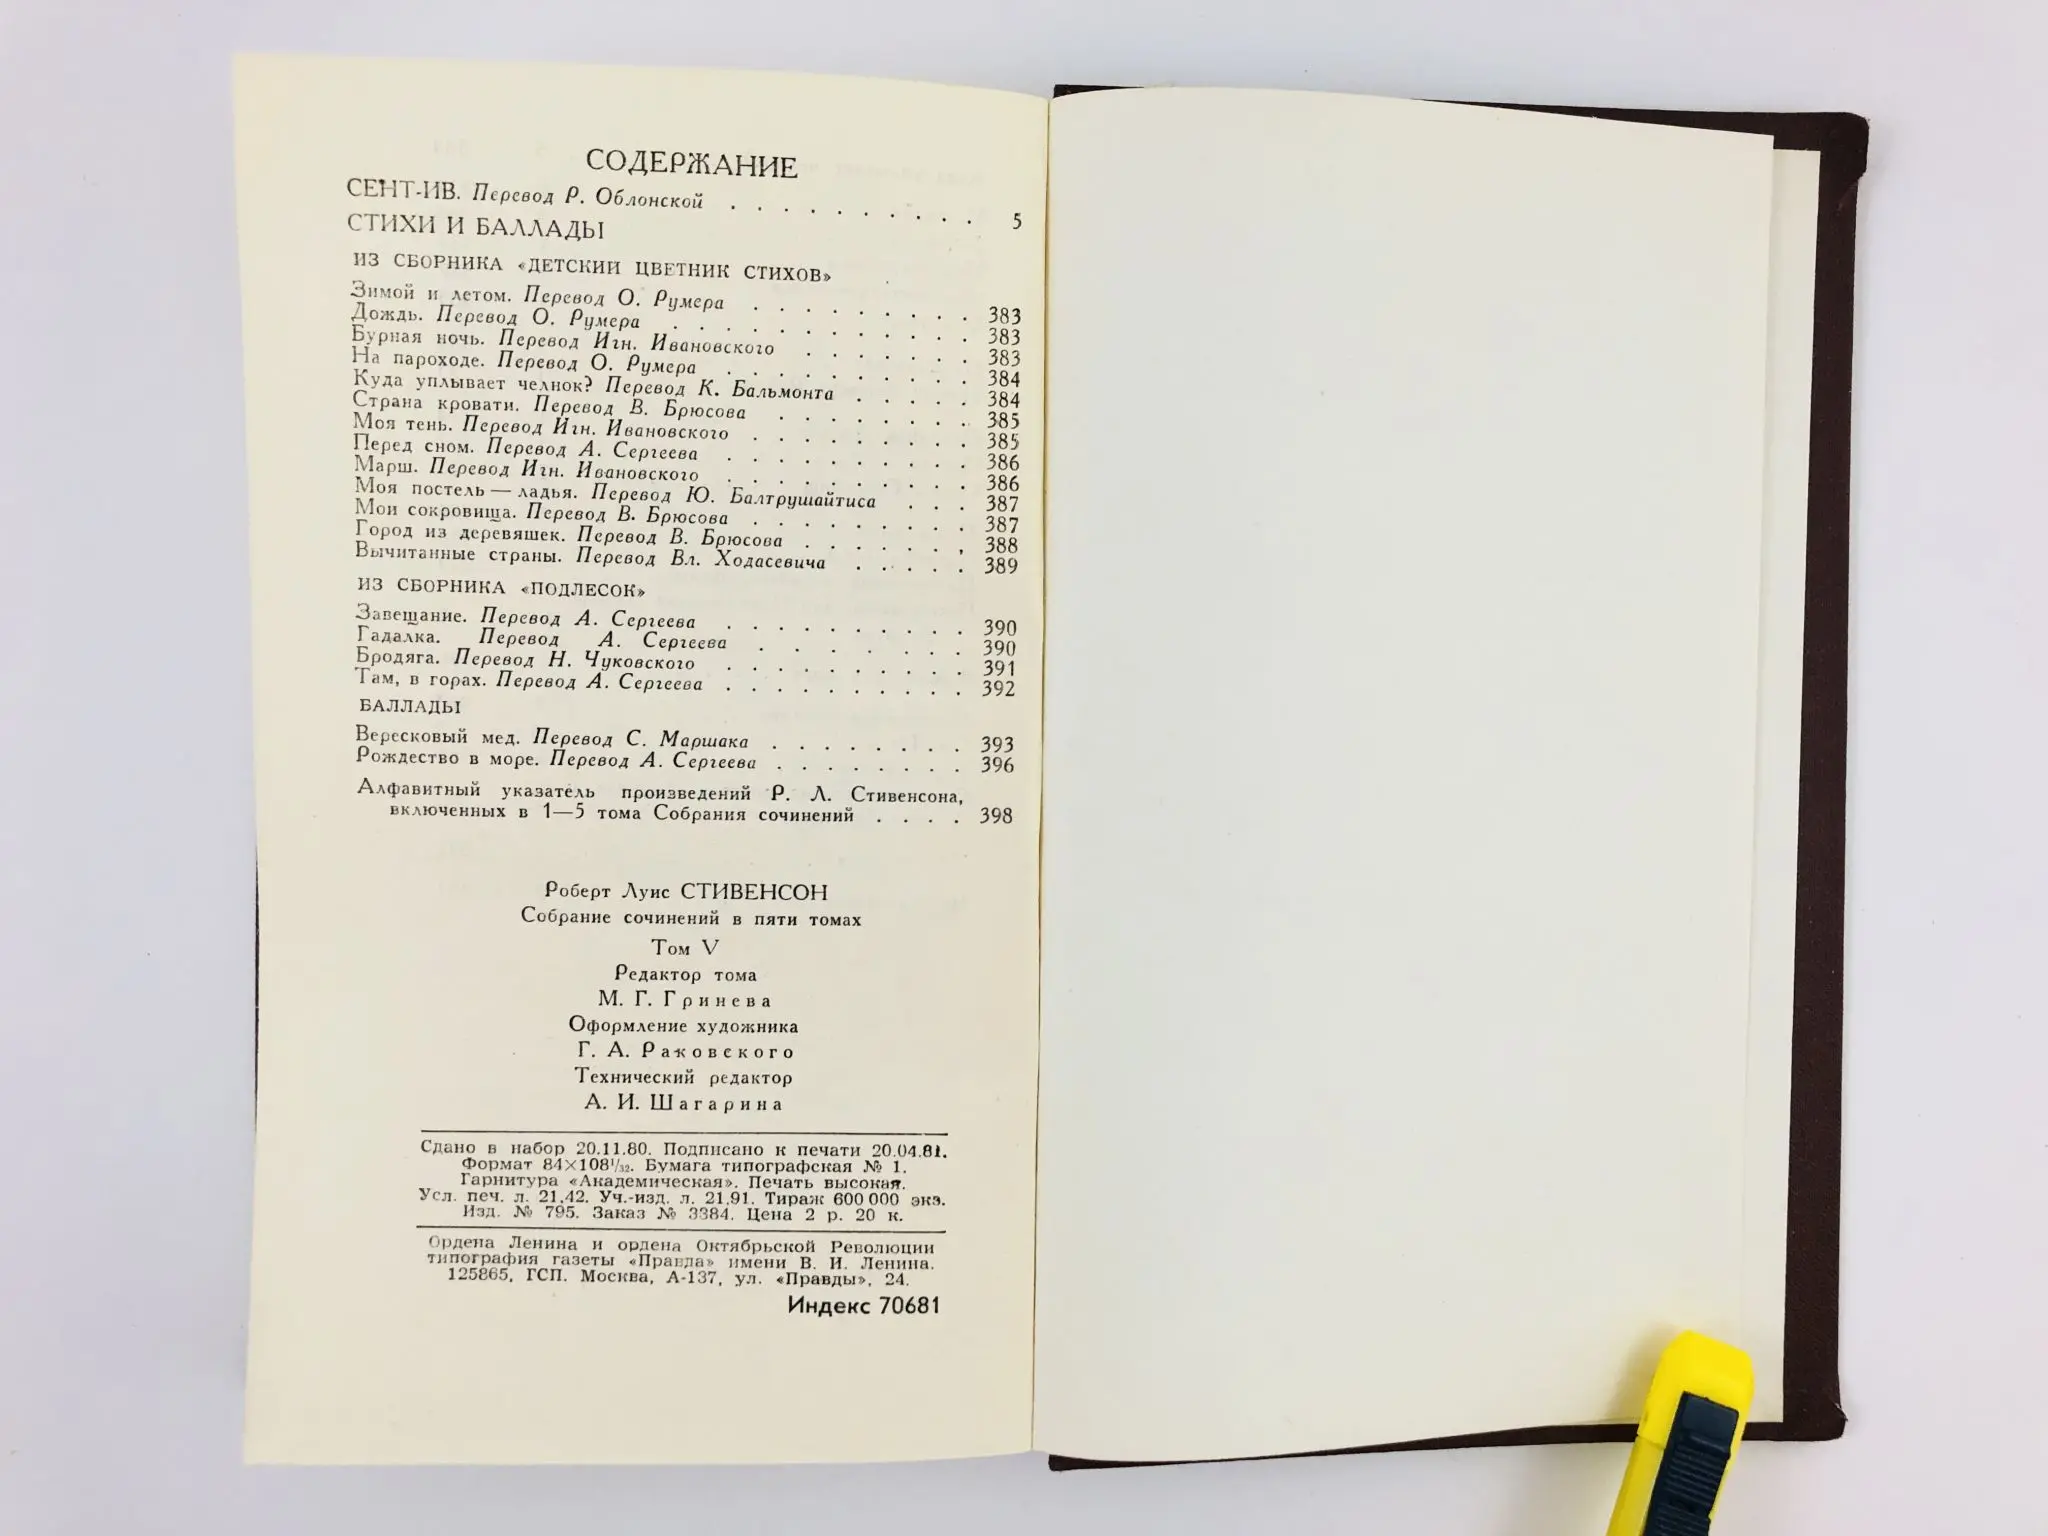 СОДЕРЖАНИЕ
СЕНТ-ИВ. Перевод Р. Облонской . . . . . . . . . . 5
СТИХИ И БАЛЛАДЫ
ИЗ СБОРНИКА «ДЕТСКИЙ ЦВЕТНИК СТИХОВ»
Зимой и летом. Перевод О. Румера . . . . . . . . . 383
Дождь. Перевод О. Румера . . . . . . . . . . . . 383
Бурная ночь. Перевод Игн. Ивановского . . . . . . . 383
На пароходе. Перевод О. Румера . . . . . . . . . . 384
Куда уплывает челнок? Перевод К. Бальмонта . . . . . 384
Страна кровати. Перевод В. Брюсова . . . . . . . . 385
Моя тень. Перевод Игн. Ивановского . . . . . . . . . 385
Перед сном. Перевод А. Сергеева . . . . . . . . . . 386
Марш. Перевод Игн. Ивановского . . . . . . . . . . 386
Моя постель — ладья. Перевод Ю. Балтрушайтиса . . . 387
Мои сокровища. Перевод В. Брюсова . . . . . . . . . 387
Город из деревяшек. Перевод В. Брюсова . . . . . . . 388
Вычитанные страны. Перевод Вл. Ходасевича . . . . . 389
ИЗ СБОРНИКА «ПОДЛЕСОК»
Завещание. Перевод А. Сергеева . . . . . . . . . . 390
Гадалка. Перевод А. Сергеева . . . . . . . . 390
Бродяга. Перевод Н. Чуковского . . . . . . . . . . 391
Там, в горах. Перевод А. Сергеева . . . . . . . . . . 392
БАЛЛАДЫ
Вересковый мед. Перевод С. Маршака . . . . . . . . 393
Рождество в море. Перевод А. Сергеева . . . . . . . . 396
Алфавитный указатель произведений Р. Л. Стивенсона,
включенных в 1—5 тома Собрания сочинений . . . . 398
Роберт Луис СТИВЕНСОН
Собрание сочинений в пяти томах
Том V
Редактор тома
М. Г. Гринева
Оформление художника
Г. А. Раковского
Технический редактор
А. И. Шагарина
Сдано в набор 20.11.80. Подписано к печати 20.04.81.
Формат 84×108¹/₃₂. Бумага типографская № 1.
Гарнитура «Академическая». Печать высокая.
Усл. печ. л. 21,42. Уч.-изд. л. 21,91. Тираж 600 000 экз.
Изд. № 795. Заказ № 3384. Цена 2 р. 20 к.
Ордена Ленина и ордена Октябрьской Революции
типография газеты «Правда» имени В. И. Ленина.
125865, ГСП. Москва, А-137, ул. «Правды», 24.
Индекс 70681